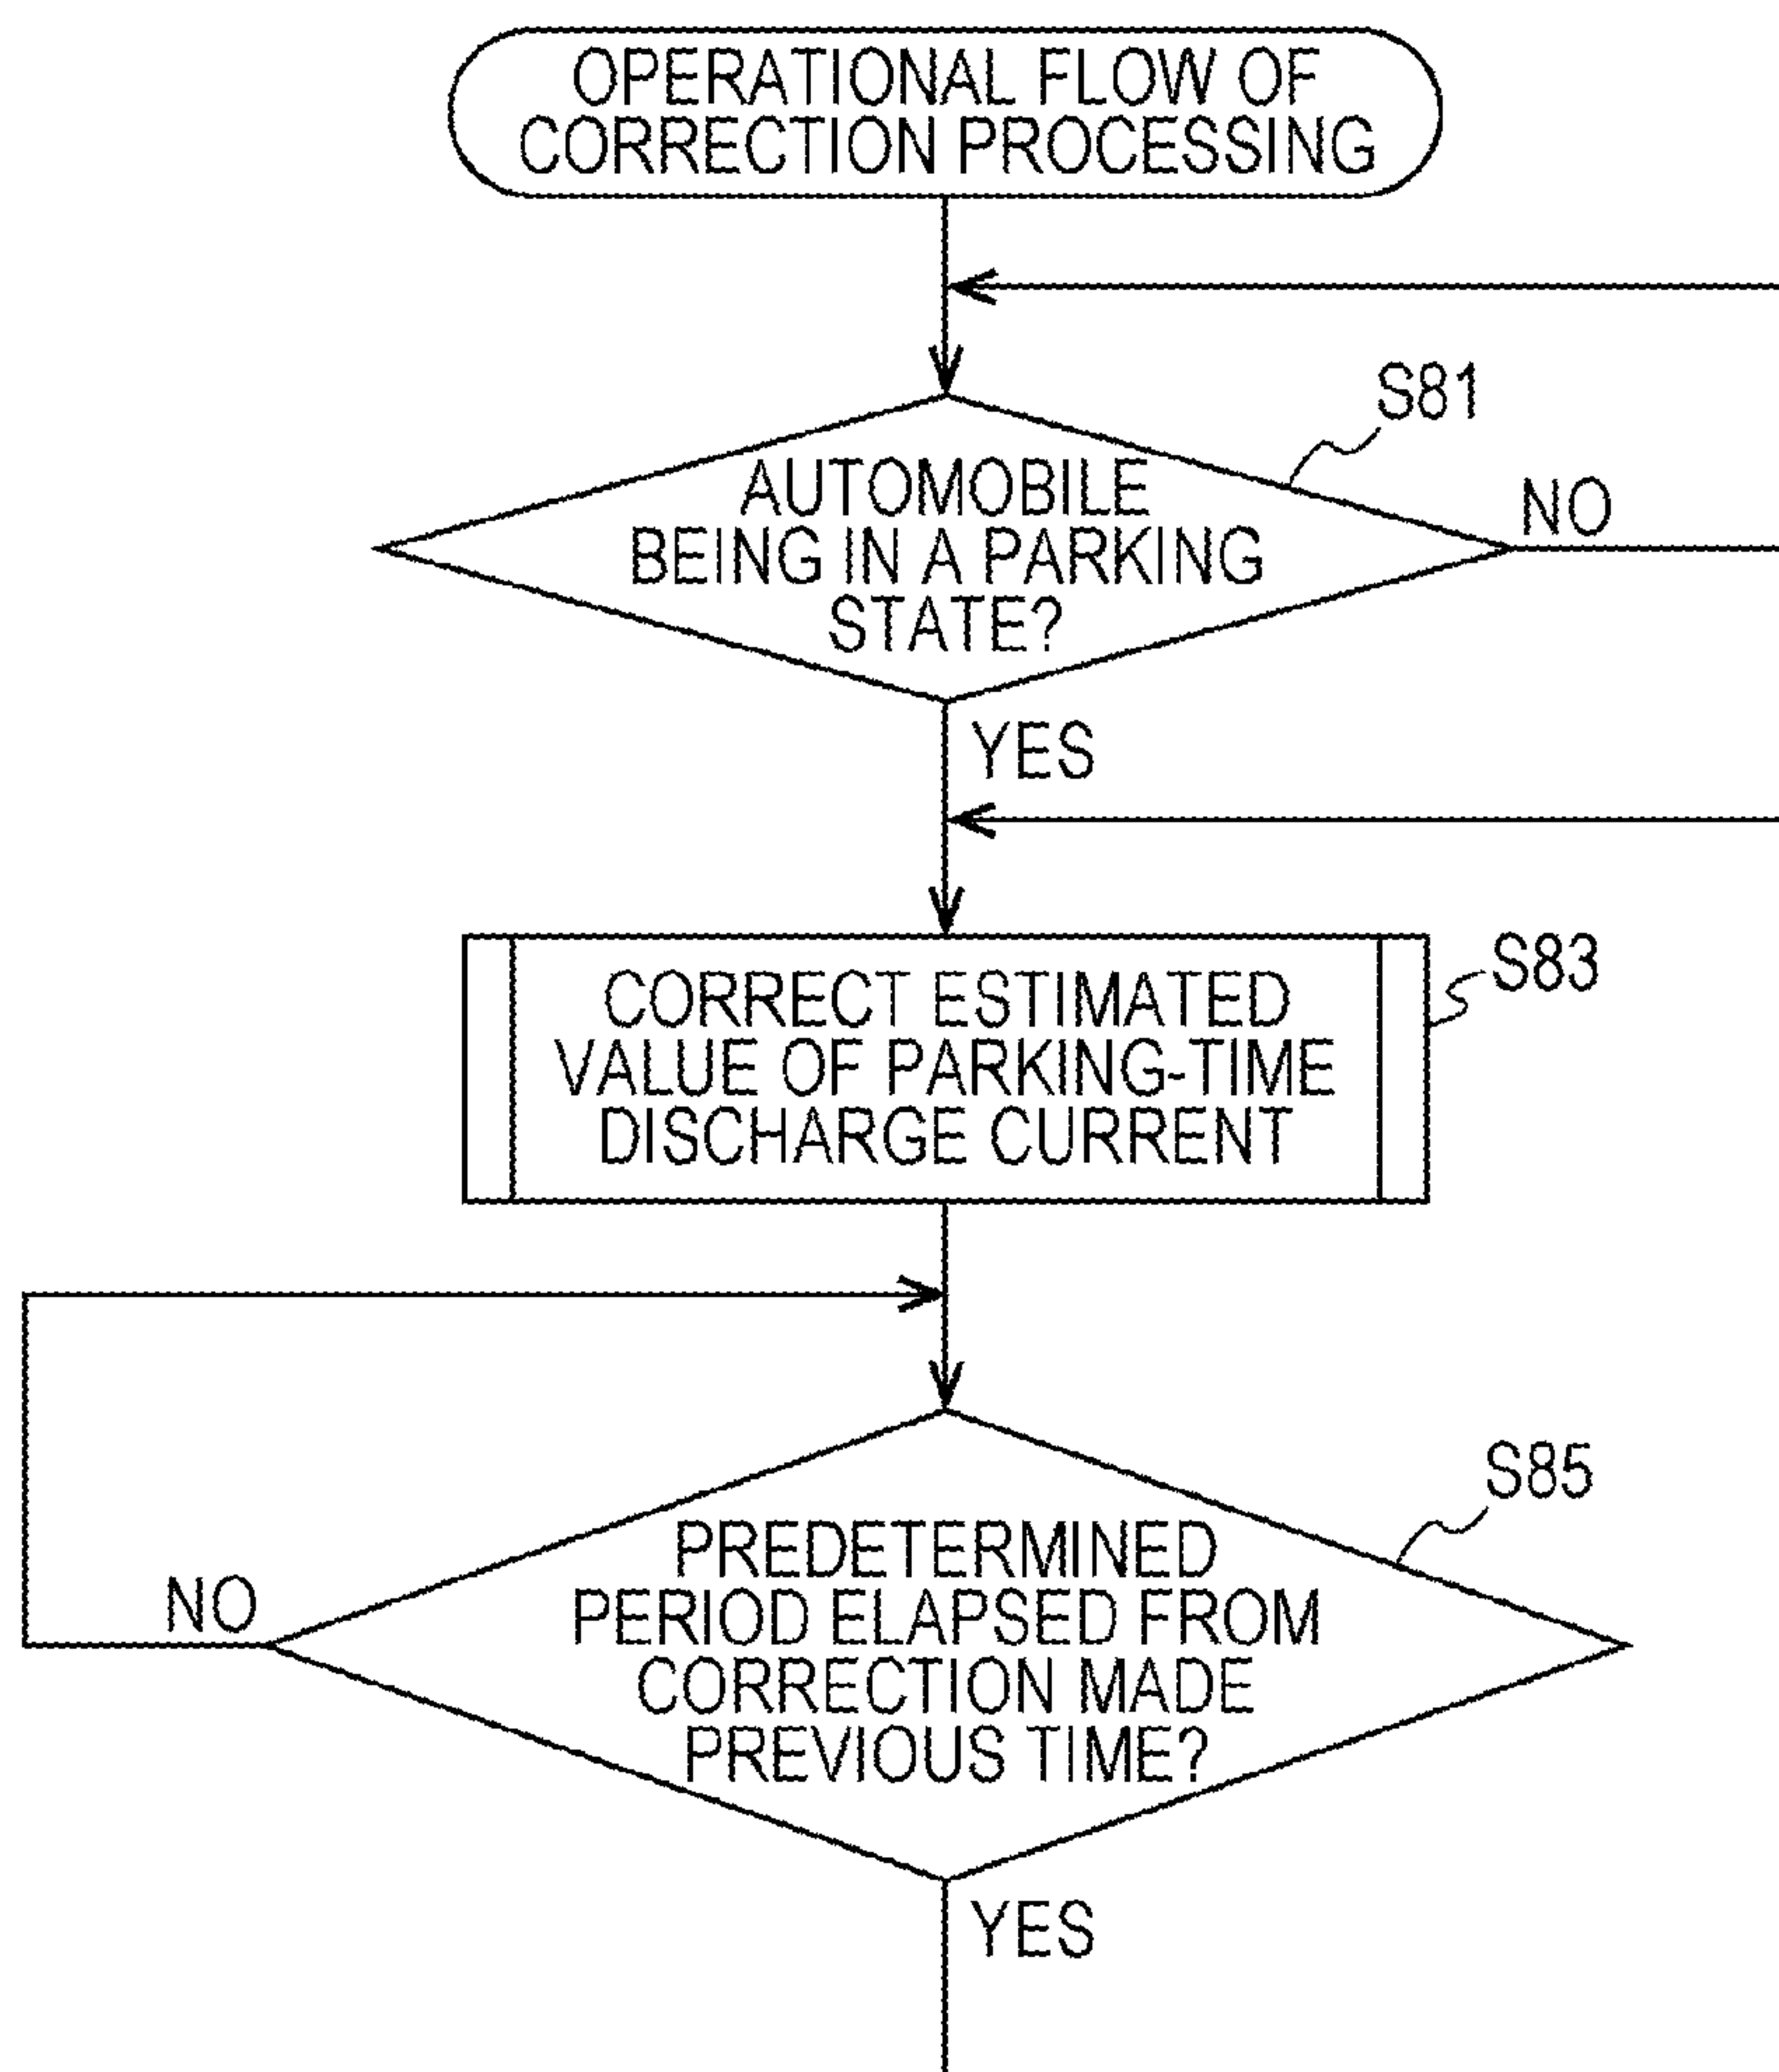 OPERATIONAL FLOW OF
CORRECTION PROCESSING
S81
AUTOMOBILE
BEING IN A PARKING
STATE?
NO
YES
S83
CORRECT ESTIMATED
VALUE OF PARKING-TIME
DISCHARGE CURRENT
S85
PREDETERMINED
PERIOD ELAPSED FROM
CORRECTION MADE
PREVIOUS TIME?
NO
YES